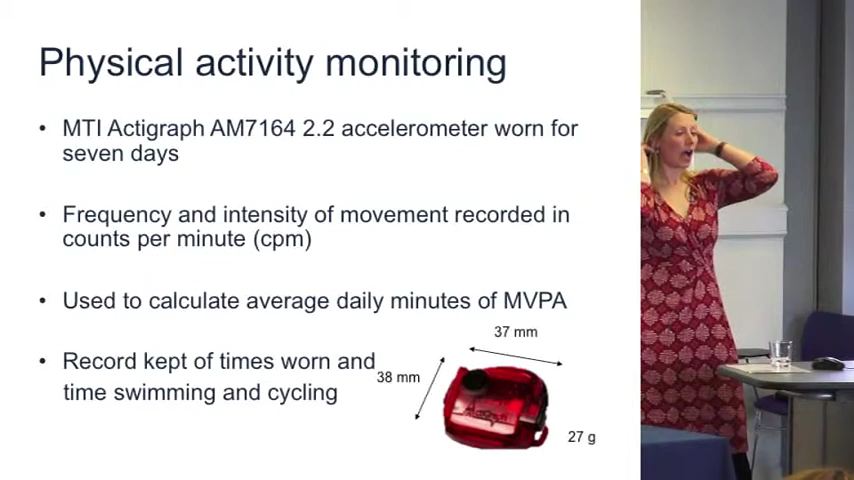 Physical activity monitoring
• MTI Actigraph AM7164 2.2 accelerometer worn for
seven days
• Frequency and intensity of movement recorded in
counts per minute (cpm)
• Used to calculate average daily minutes of MVPA
37 mm
• Record kept of times worn and
38 mm
time swimming and cycling
27 g